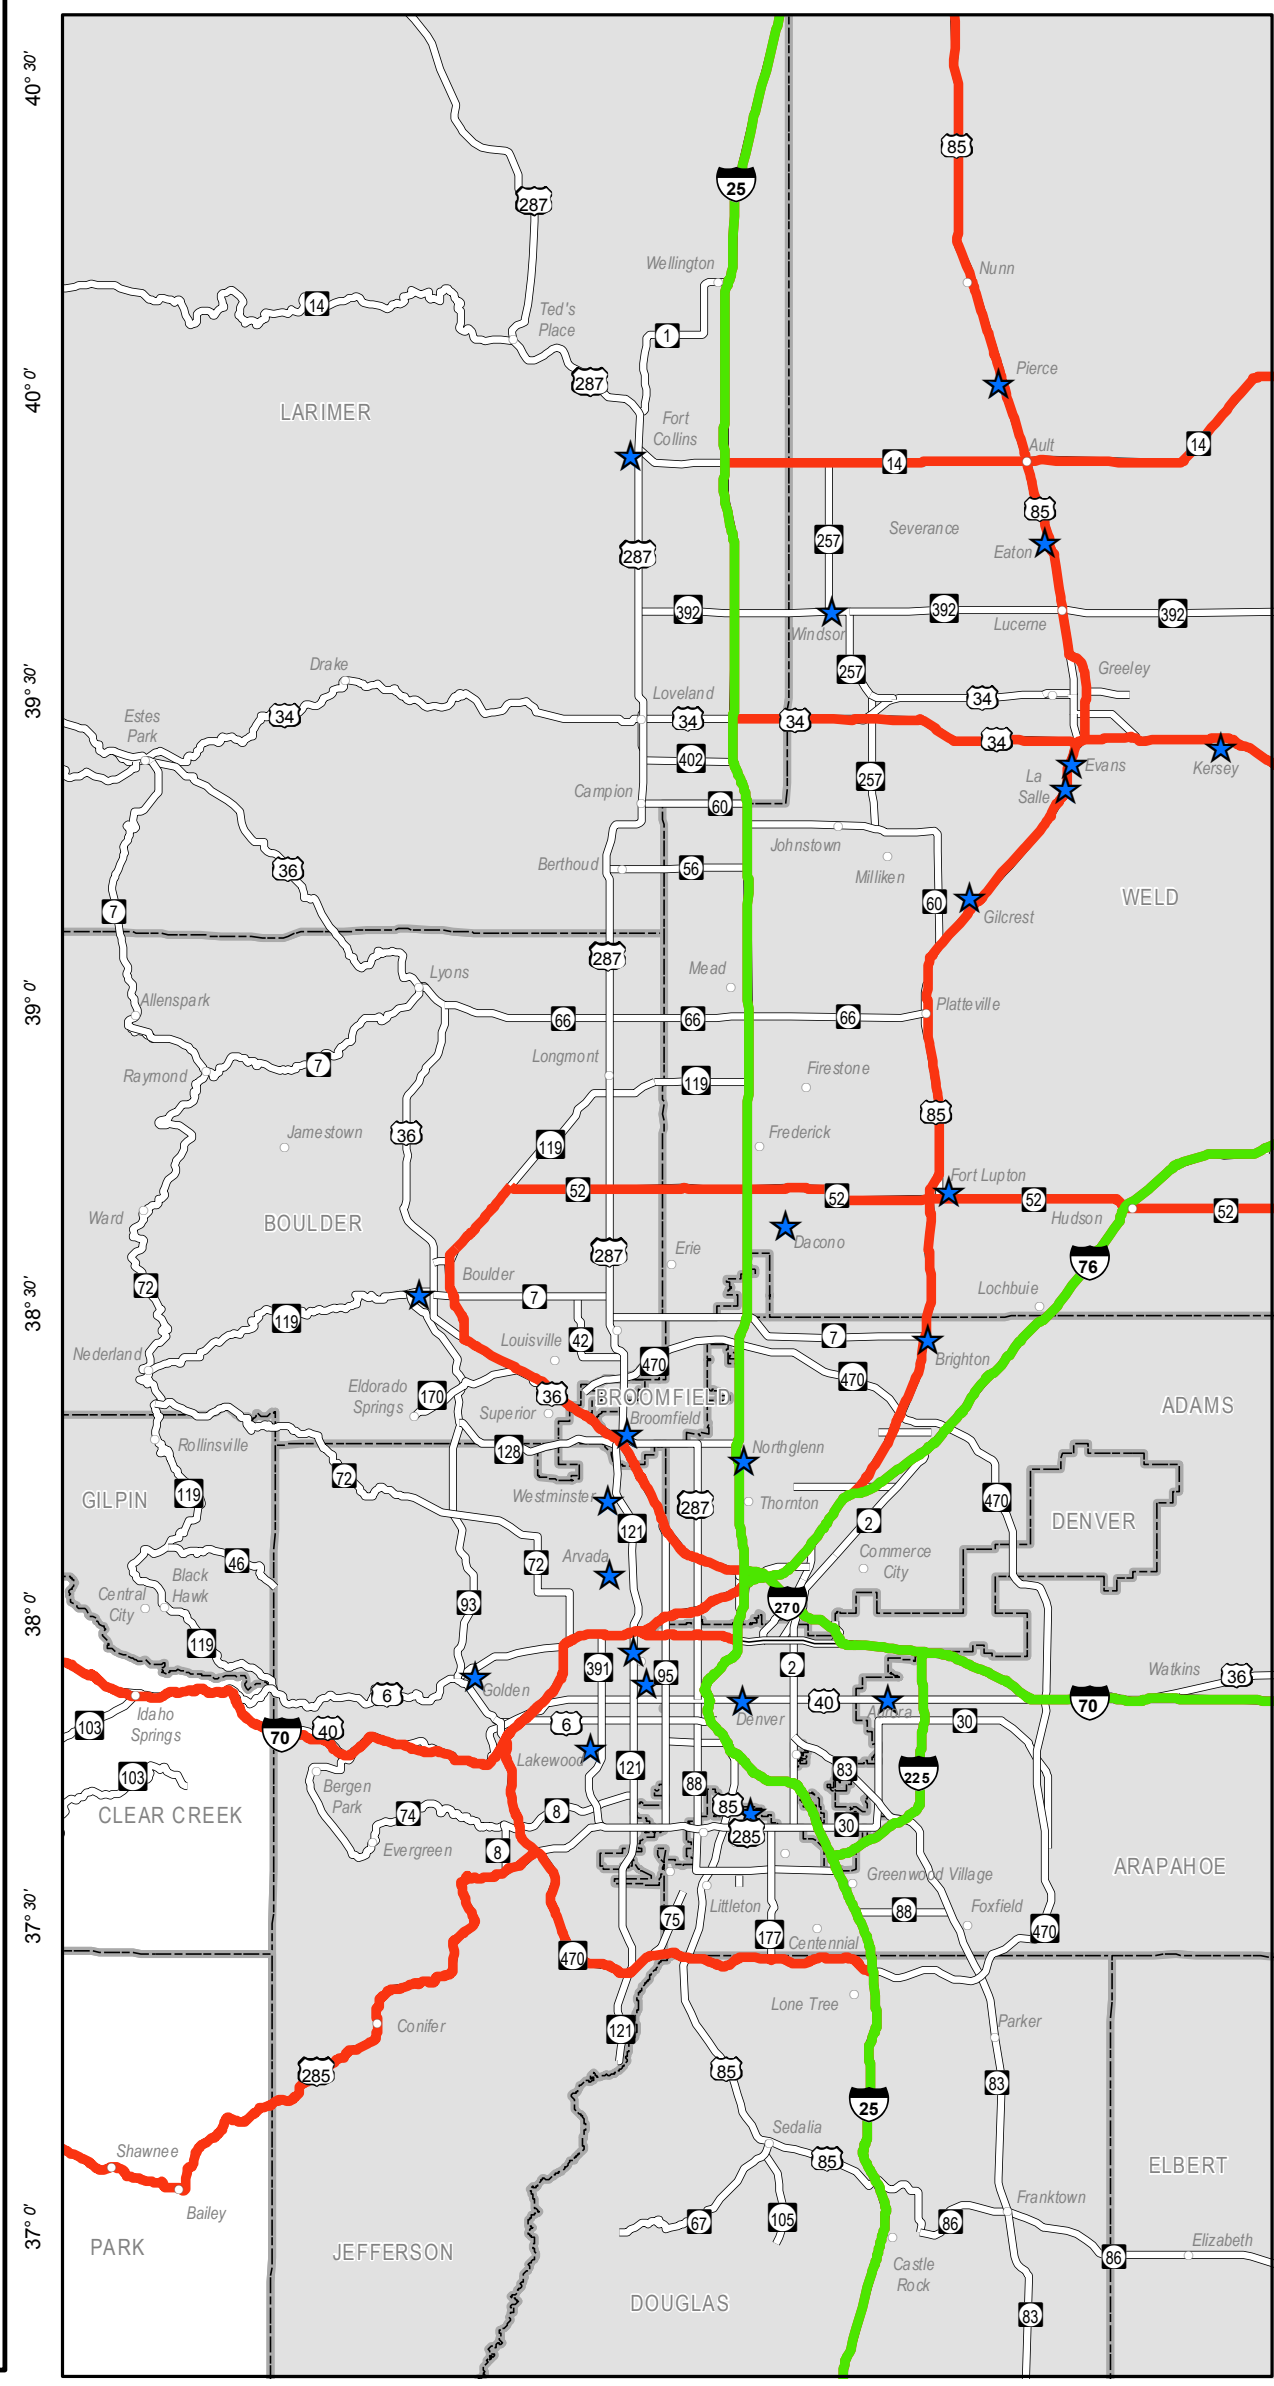 40° 30'
85
25
287
Wellington
Nunn
14
Ted's
Place
1
287
Pierce
40° 0'
LARIMER
Fort
Collins
Ault
14
14
85
Severance
257
Eaton
287
392
392
392
Windsor
Lucerne
39° 30'
Drake
257
Greeley
Loveland
34
Estes
Park
34
34
34
34
402
Evans
Kersey
La
Salle
257
Campion
60
Johnstown
Berthoud
56
Milliken
36
WELD
60
Gilcrest
7
287
Mead
Lyons
39° 0'
Allenspark
Platteville
66
66
66
Longmont
7
Firestone
Raymond
119
85
36
Jamestown
Frederick
119
Fort Lupton
52
52
52
52
Ward
BOULDER
Hudson
Dacono
Erie
287
76
Boulder
72
Lochbuie
38° 30'
7
119
Louisville
42
7
Nederland
470
Brighton
Eldorado
Springs
170
36
BROOMFIELD
470
Superior
Broomfield
ADAMS
Rollinsville
128
Northglenn
72
GILPIN
119
Westminster
287
Thornton
470
DENVER
121
2
Arvada
46
72
Commerce
City
Black
Hawk
Central
City
93
270
38° 0'
119
391
95
2
Watkins
36
Golden
6
40
70
Idaho
Springs
103
70
40
6
Denver
Aurora
30
Lakewood
121
83
225
103
Bergen
Park
88
85
CLEAR CREEK
74
8
285
30
Evergreen
8
ARAPAHOE
Greenwood Village
37° 30'
Littleton
88
Foxfield
75
177
Centennial
470
470
Lone Tree
Conifer
121
Parker
285
85
83
25
Sedalia
Shawnee
85
ELBERT
Bailey
Franktown
37° 0'
67
105
86
PARK
JEFFERSON
Castle
Rock
86
Elizabeth
DOUGLAS
83